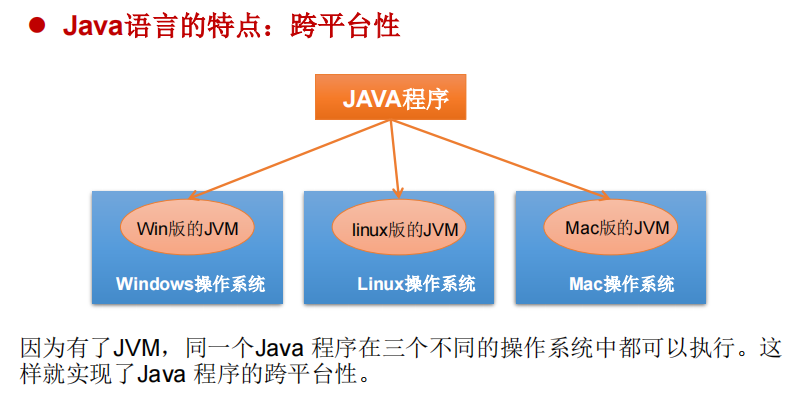 ● Java语言的特点：跨平台性
JAVA程序
Win版的JVM
linux版的JVM
Mac版的JVM
Windows操作系统
Linux操作系统
Mac操作系统
因为有了JVM，同一个Java 程序在三个不同的操作系统中都可以执行。这
样就实现了Java 程序的跨平台性。